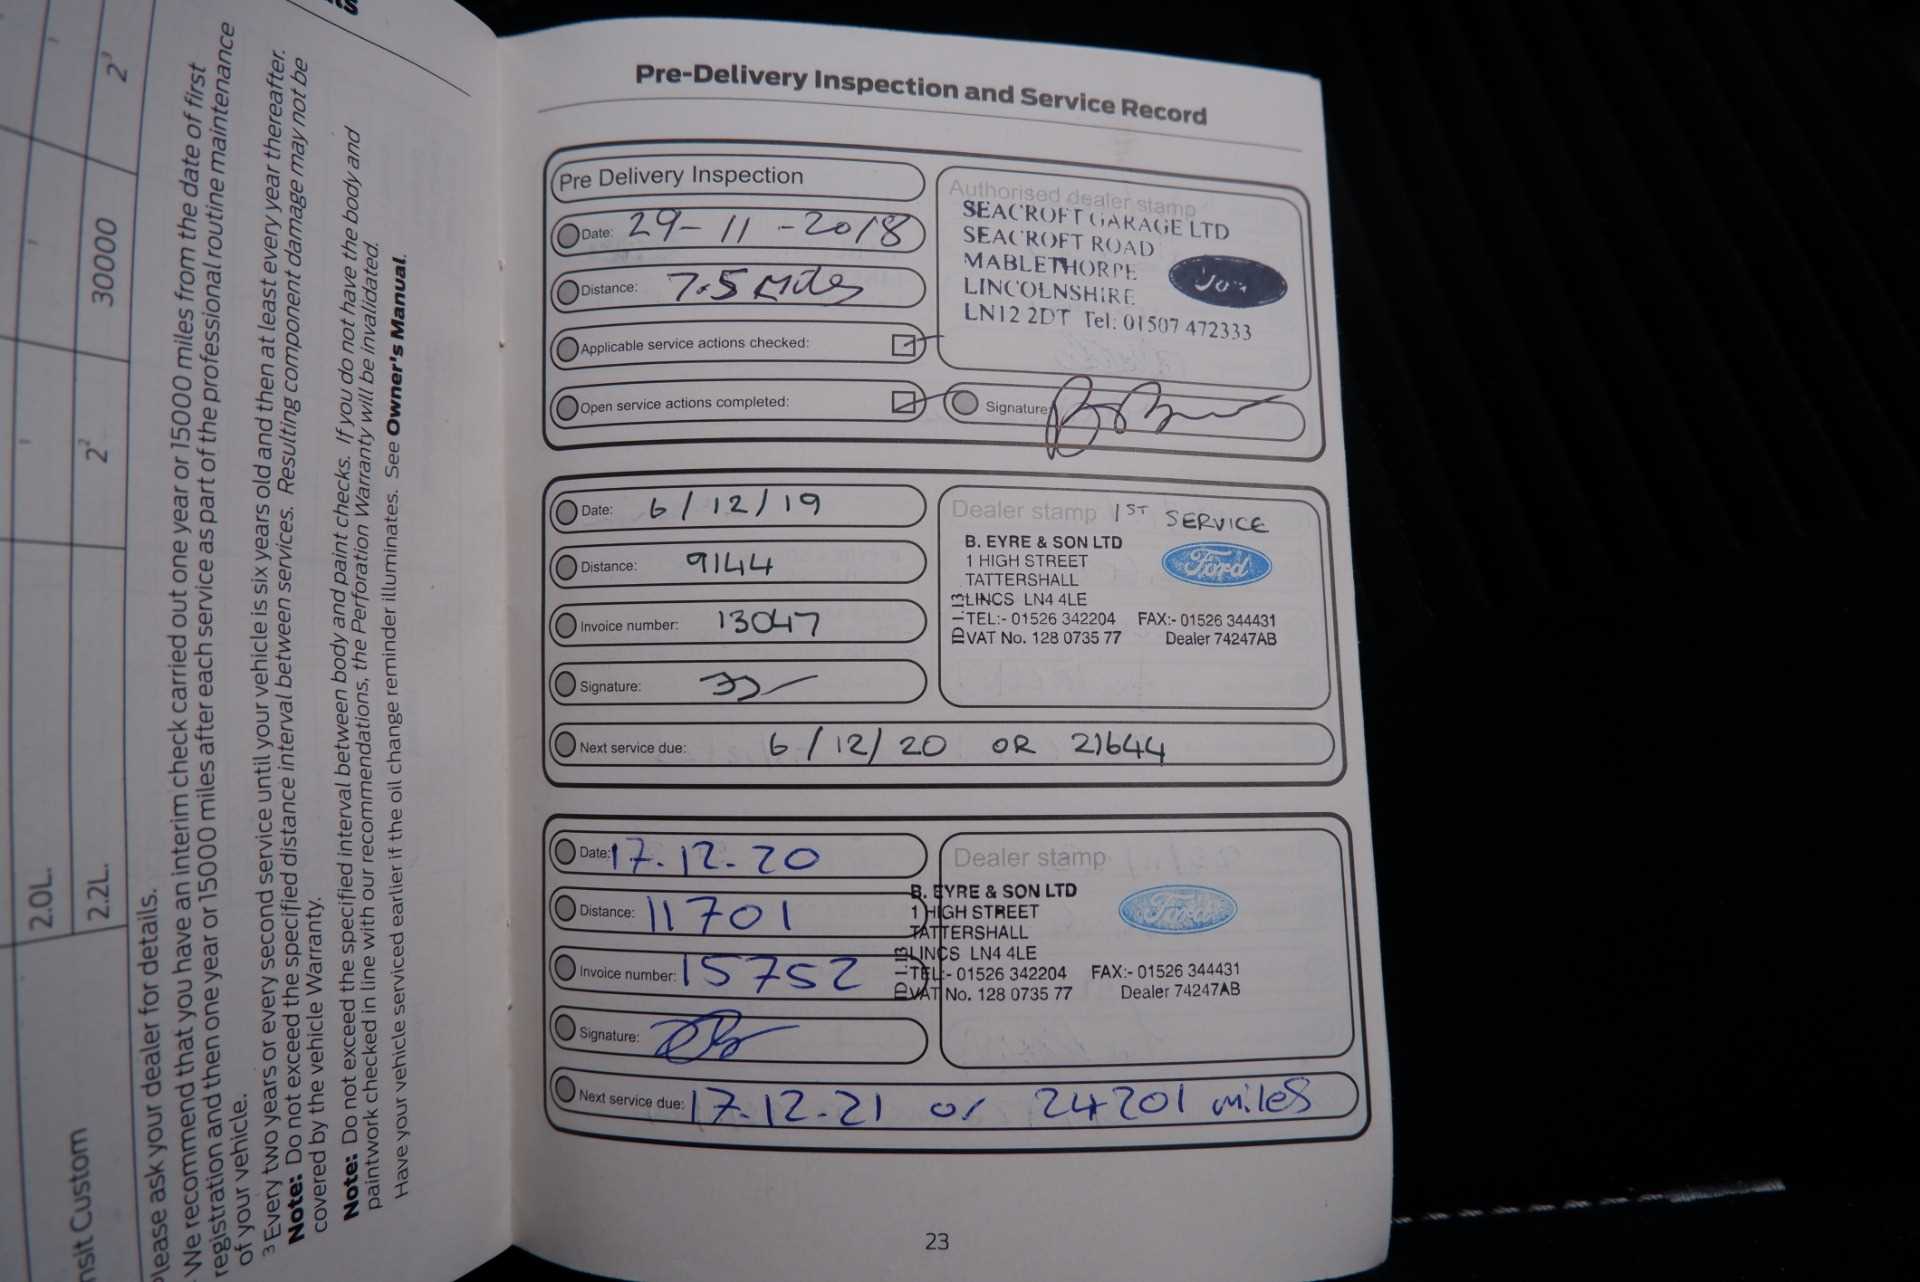 2.0L.
2.2L.
2²
30000
2³
nsit Custom
Please ask your dealer for details.
We recommend that you have an interim check carried out one year or 15000 miles from the date of first
registration and then one year or 15000 miles after each service as part of the professional routine maintenance
of your vehicle.
³ Every two years or every second service until your vehicle is six years old and then at least every year thereafter.
Note: Do not exceed the specified distance interval between services. Resulting component damage may not be
covered by the vehicle Warranty.
Note: Do not exceed the specified interval between body and paint checks. If you do not have the body and
paintwork checked in line with our recommendations, the Perforation Warranty will be invalidated.
Have your vehicle serviced earlier if the oil change reminder illuminates. See Owner's Manual.
Pre-Delivery Inspection and Service Record
Pre Delivery Inspection
Date: 29-11-2018
Distance: 7.5 Miles
Applicable service actions checked:
Open service actions completed:
Authorised dealer stamp
SEACROFT GARAGE LTD
SEACROFT ROAD
MABLETHORPE
LINCOLNSHIRE
LN12 2DT Tel: 01507 472333
Signature
Date: 6/12/19
Distance: 9144
Invoice number: 13047
Signature:
Dealer stamp 1ST SERVICE
B. EYRE & SON LTD
1 HIGH STREET
TATTERSHALL
LINCS LN4 4LE
TEL:- 01526 342204 FAX:- 01526 344431
VAT No. 128 0735 77 Dealer 74247AB
ID 1.13
Ford
Next service due: 6/12/20 OR 21644
Date: 17.12.20
Distance: 11701
Invoice number: 15752
Signature:
Dealer stamp
B. EYRE & SON LTD
1 HIGH STREET
TATTERSHALL
LINCS LN4 4LE
TEL:- 01526 342204 FAX:- 01526 344431
VAT No. 128 0735 77 Dealer 74247AB
ID 1.13
Ford
Next service due: 17.12.21 or 24201 miles
23